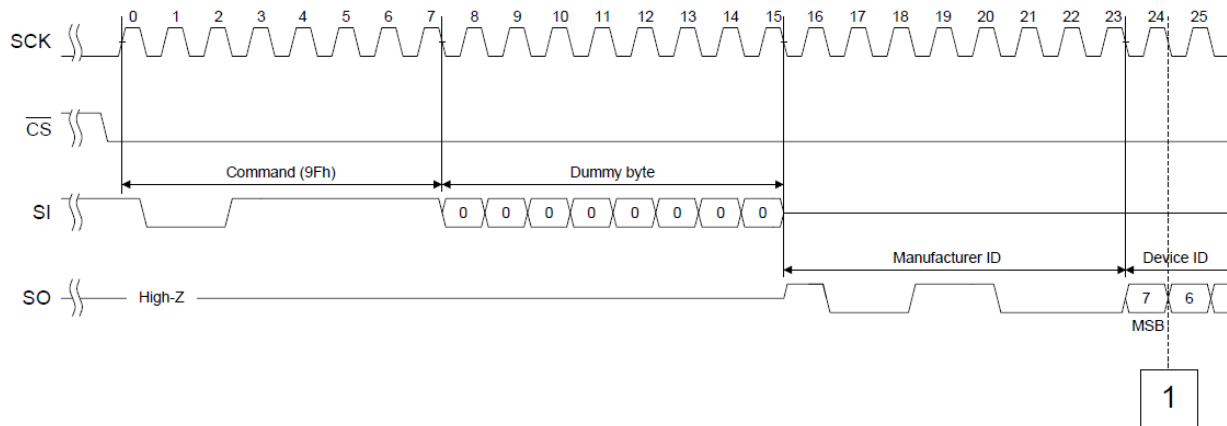 0 1 2 3 4 5 6 7 8 9 10 11 12 13 14 15 16 17 18 19 20 21 22 23 24 25
SCK
CS
Command (9Fh) Dummy byte
SI 0 0 0 0 0 0 0 0
Manufacturer ID Device ID
SO High-Z 7 6
MSB
1